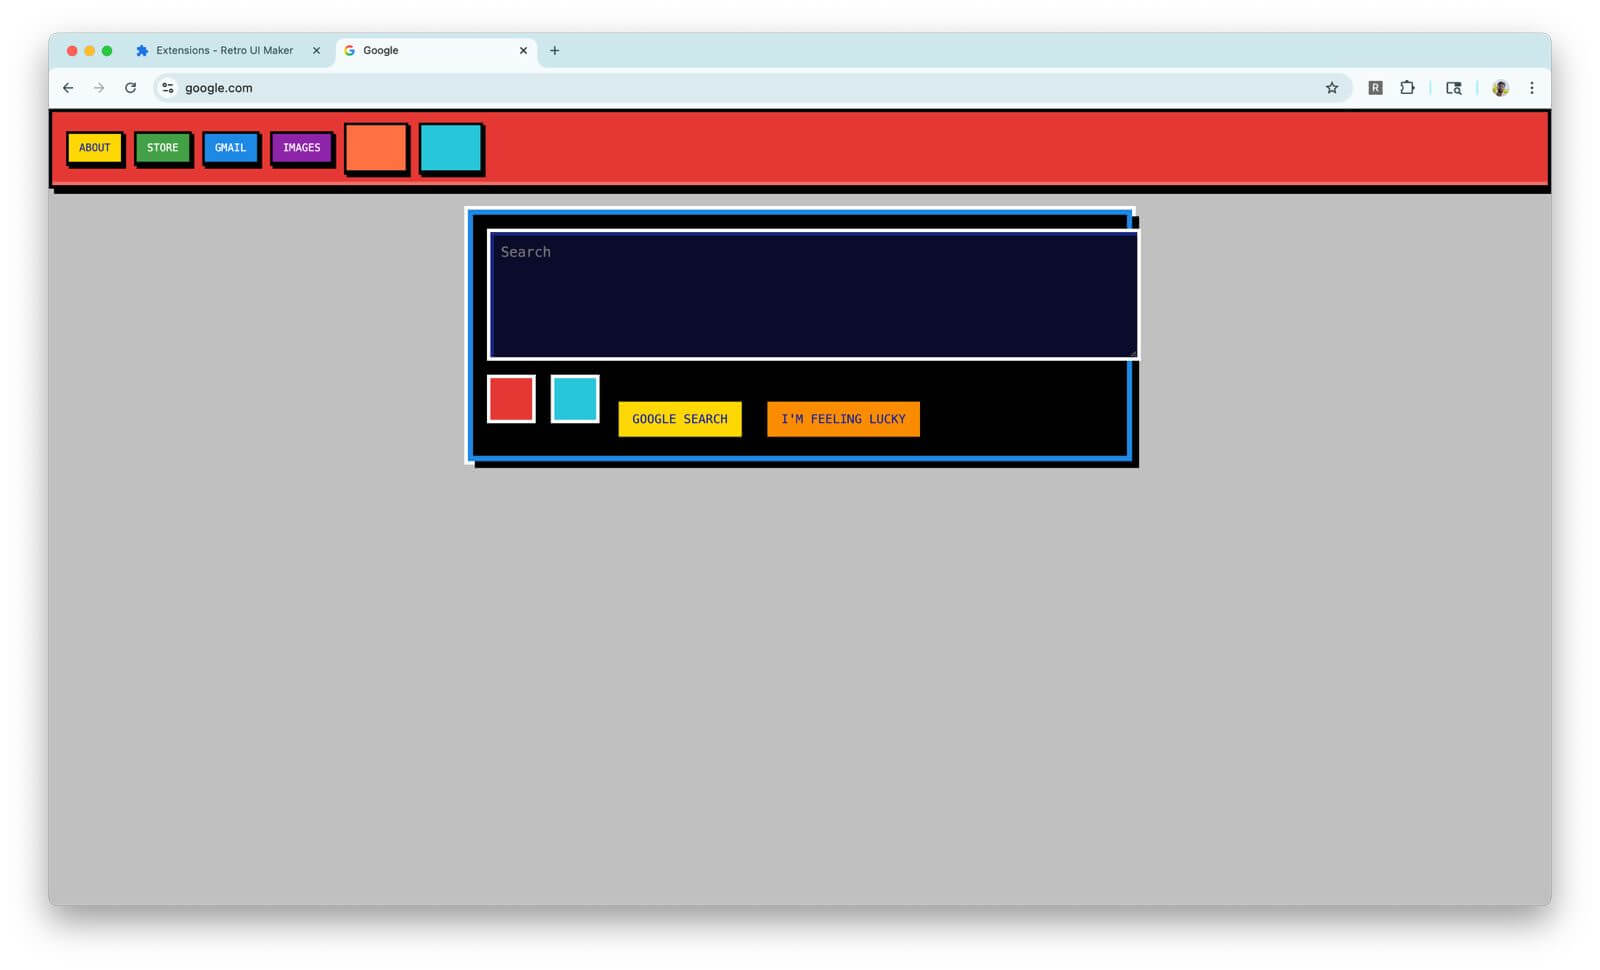 Extensions - Retro UI Maker
Google
google.com
R
ABOUT
STORE
GMAIL
IMAGES
Search
GOOGLE SEARCH
I'M FEELING LUCKY